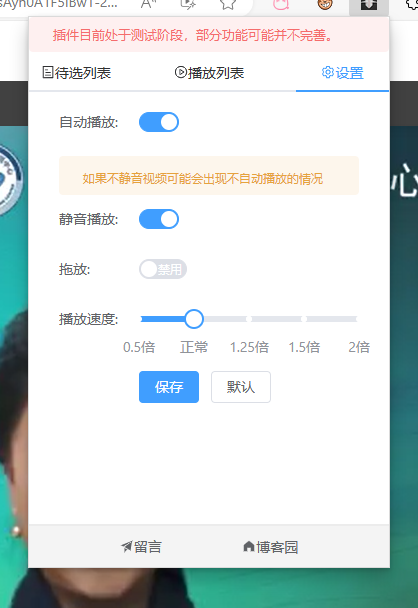 插件目前处于测试阶段，部分功能可能并不完善。
待选列表 播放列表 设置
自动播放:
如果不静音视频可能会出现不自动播放的情况
静音播放:
拖放: 禁用
播放速度:
0.5倍 正常 1.25倍 1.5倍 2倍
保存 默认
留言 博客园
心